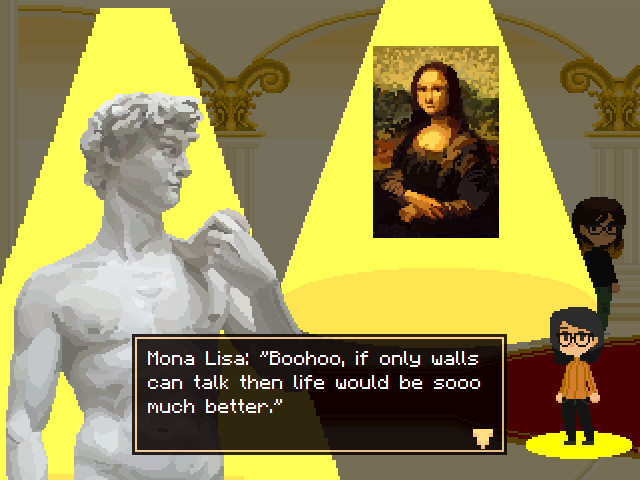 Mona Lisa: "Boohoo, if only walls
can talk then life would be sooo
much better."